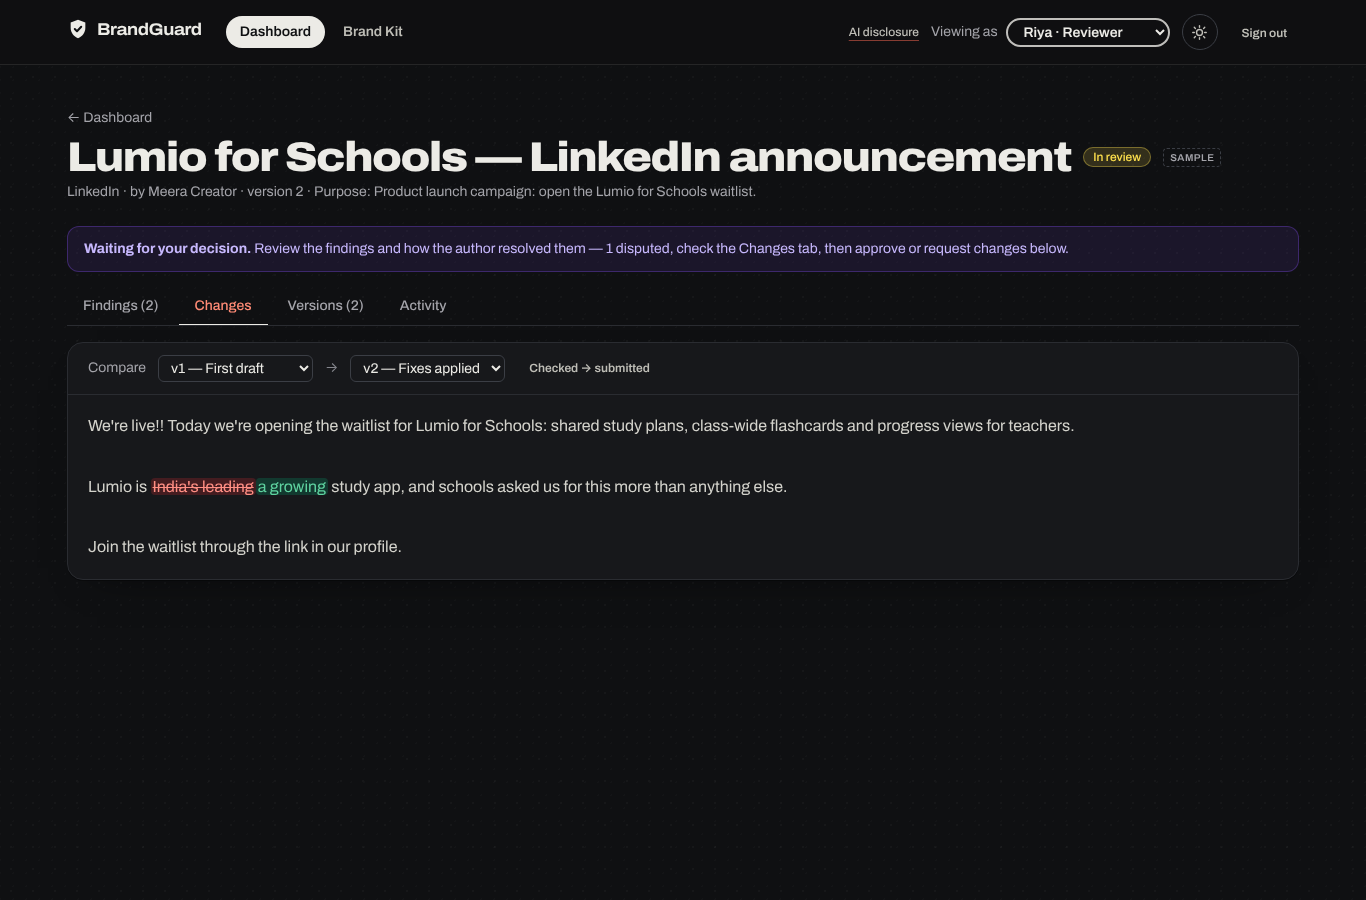 BrandGuard
Dashboard
Brand Kit
AI disclosure
Viewing as
Riya · Reviewer
Sign out
← Dashboard
Lumio for Schools — LinkedIn announcement
In review
SAMPLE
LinkedIn · by Meera Creator · version 2 · Purpose: Product launch campaign: open the Lumio for Schools waitlist.
Waiting for your decision. Review the findings and how the author resolved them — 1 disputed, check the Changes tab, then approve or request changes below.
Findings (2)
Changes
Versions (2)
Activity
Compare
v1 — First draft
→
v2 — Fixes applied
Checked → submitted
We're live!! Today we're opening the waitlist for Lumio for Schools: shared study plans, class-wide flashcards and progress views for teachers.
Lumio is India's leading a growing study app, and schools asked us for this more than anything else.
Join the waitlist through the link in our profile.